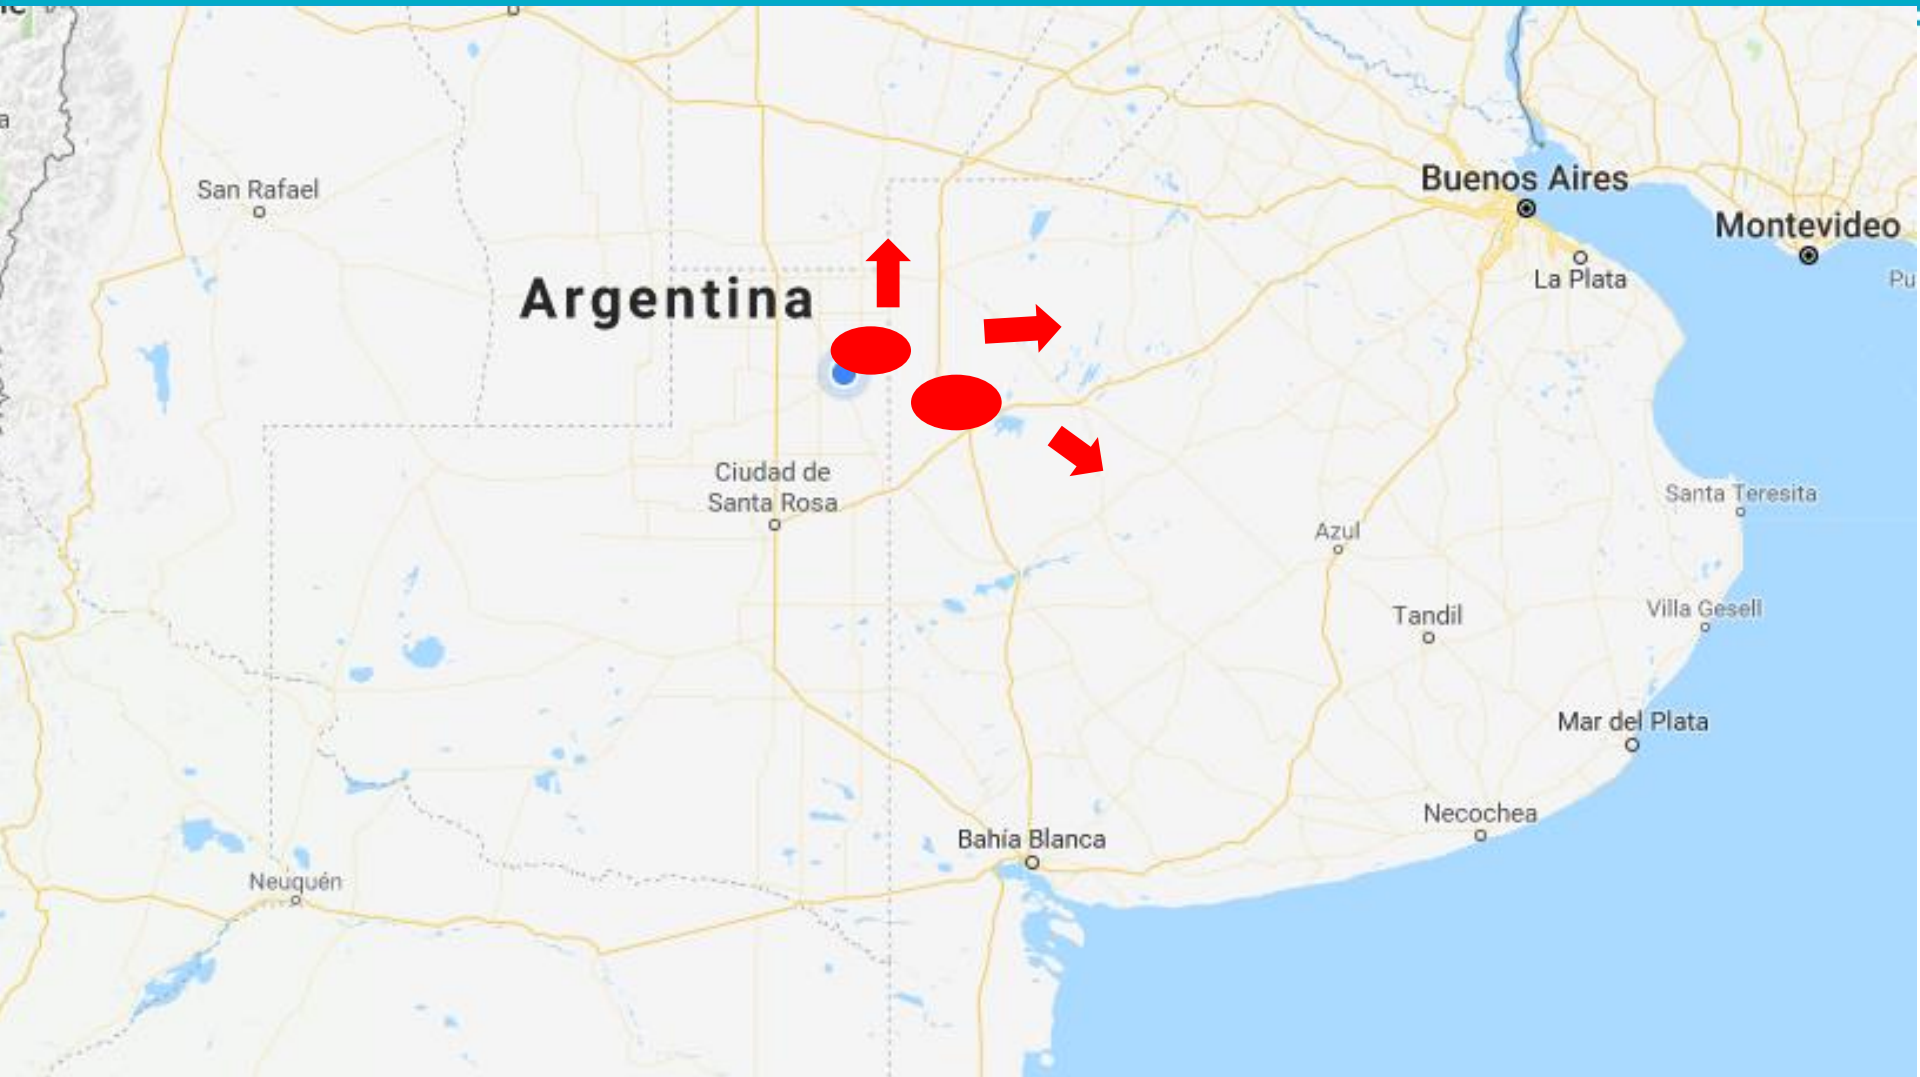 San Rafael
Buenos Aires
Montevideo
La Plata
Pu
Argentina
Ciudad de
Santa Rosa
Santa Teresita
Azul
Villa Gesell
Tandil
Mar del Plata
Necochea
Bahía Blanca
Neuquén